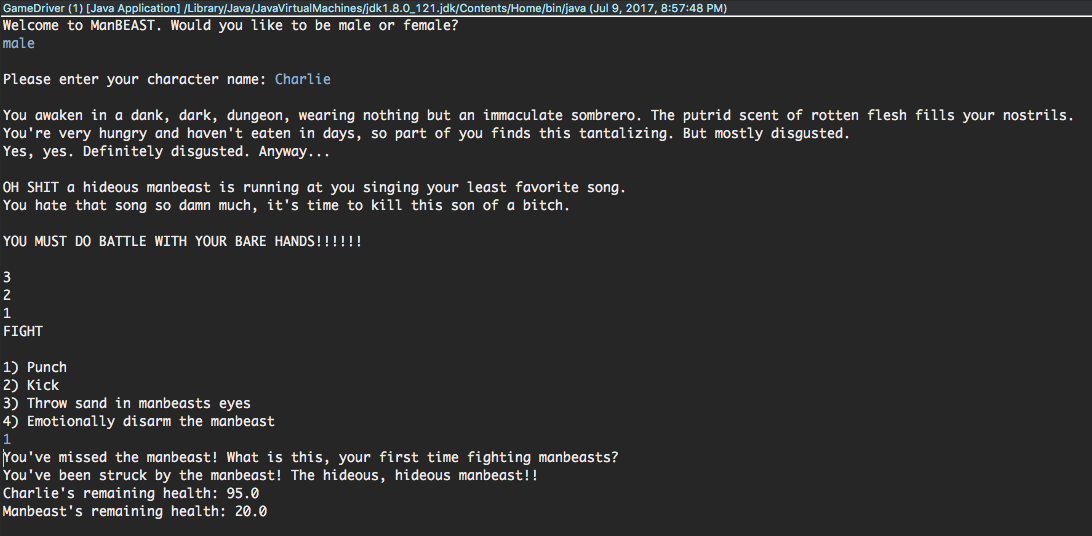 GameDriver (1) [Java Application] /Library/Java/JavaVirtualMachines/jdk1.8.0_121.jdk/Contents/Home/bin/java (Jul 9, 2017, 8:57:48 PM)
Welcome to ManBEAST. Would you like to be male or female?
male
Please enter your character name: Charlie
You awaken in a dank, dark, dungeon, wearing nothing but an immaculate sombrero. The putrid scent of rotten flesh fills your nostrils.
You're very hungry and haven't eaten in days, so part of you finds this tantalizing. But mostly disgusted.
Yes, yes. Definitely disgusted. Anyway...
OH SHIT a hideous manbeast is running at you singing your least favorite song.
You hate that song so damn much, it's time to kill this son of a bitch.
YOU MUST DO BATTLE WITH YOUR BARE HANDS!!!!!!
3
2
1
FIGHT
1) Punch
2) Kick
3) Throw sand in manbeasts eyes
4) Emotionally disarm the manbeast
1
You've missed the manbeast! What is this, your first time fighting manbeasts?
You've been struck by the manbeast! The hideous, hideous manbeast!!
Charlie's remaining health: 95.0
Manbeast's remaining health: 20.0